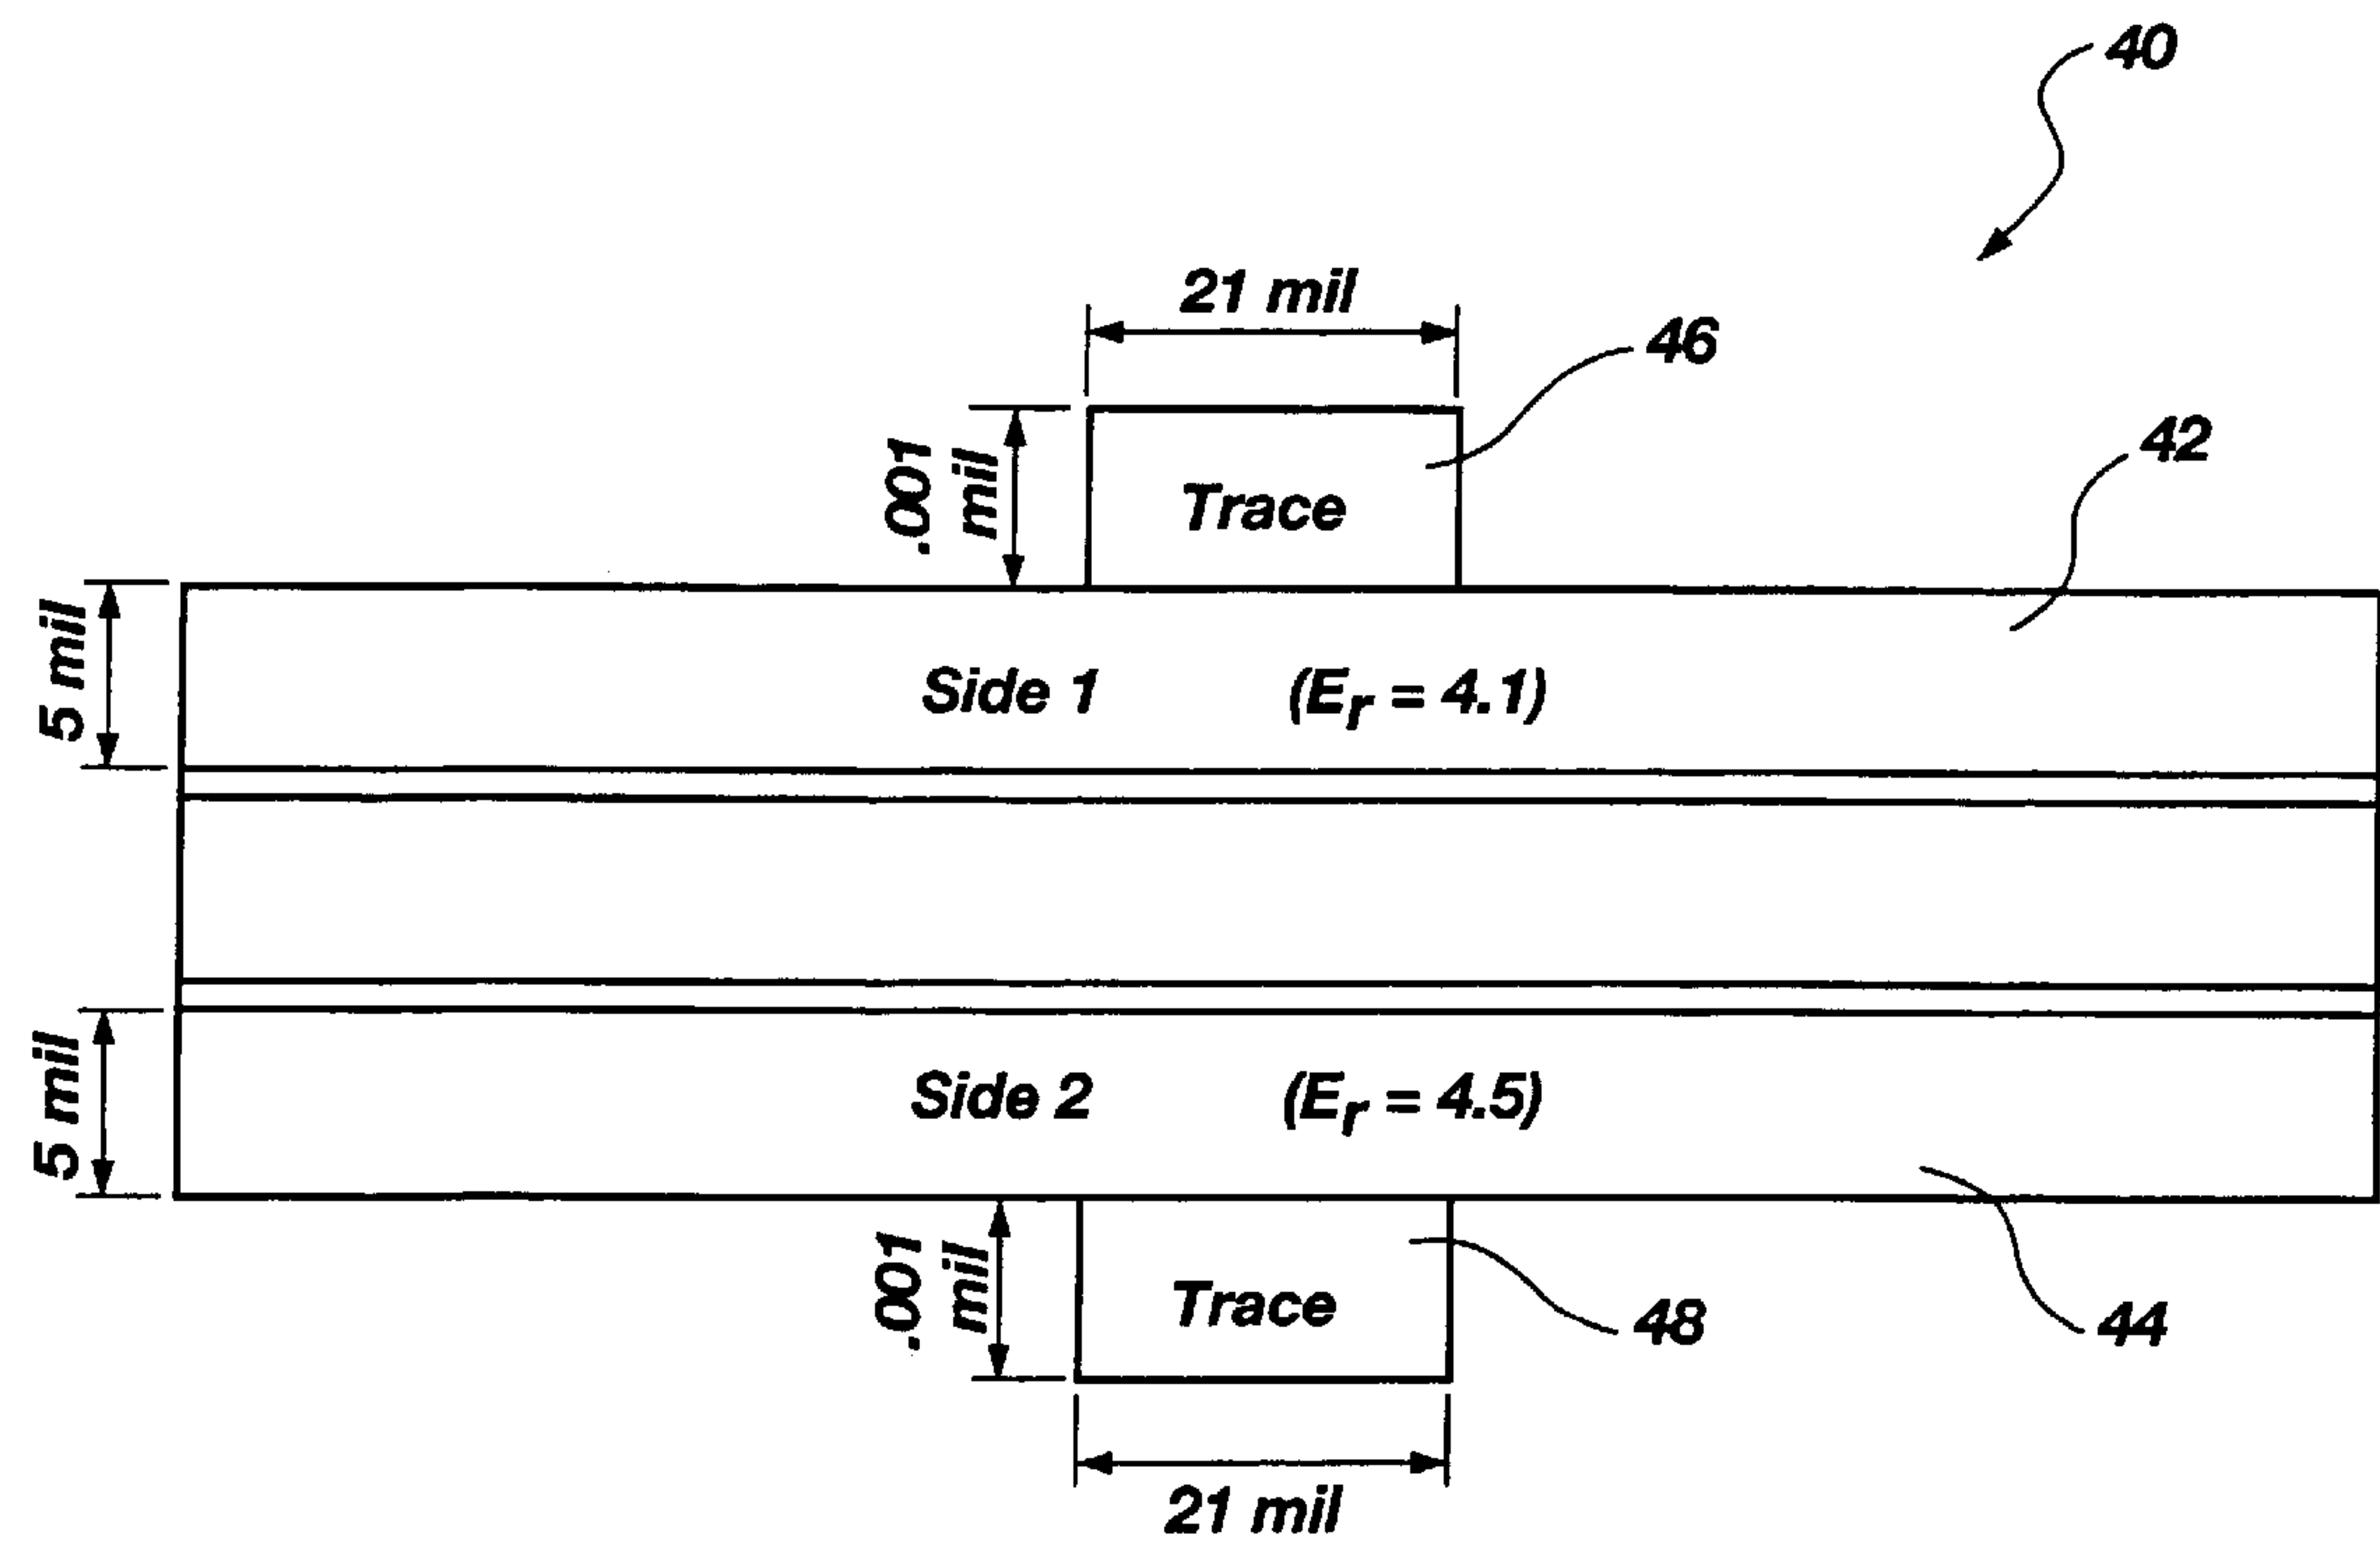 40
21 mil
46
.001
mil
42
Trace
5 mil
Side 1 (Er = 4.1)
5 mil
Side 2 (Er = 4.5)
.001
mil
Trace
48
44
21 mil